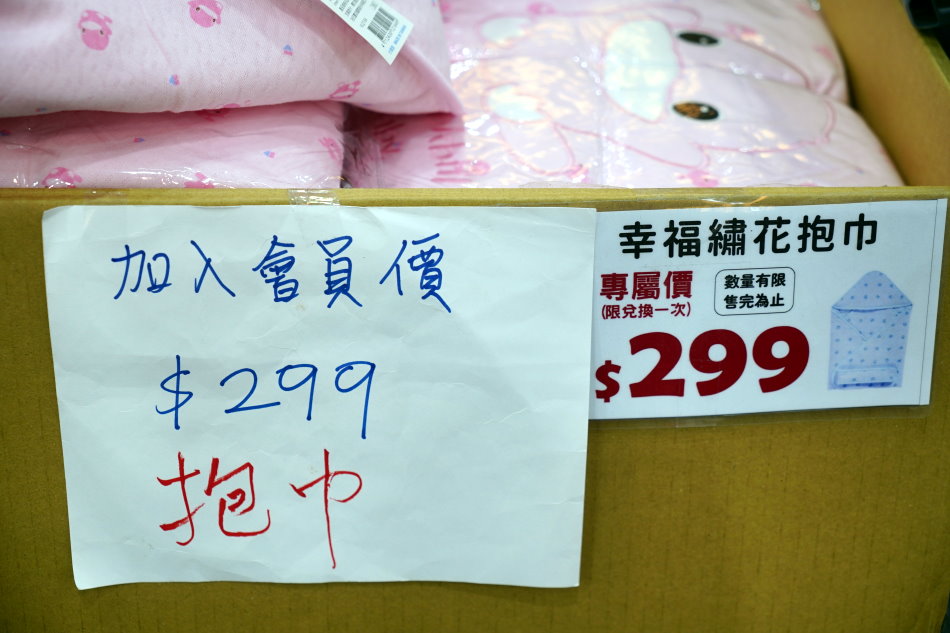 加入會員價
$299
抱巾
幸福繡花抱巾
專屬價
(限兌換一次)
數量有限
售完為止
$299